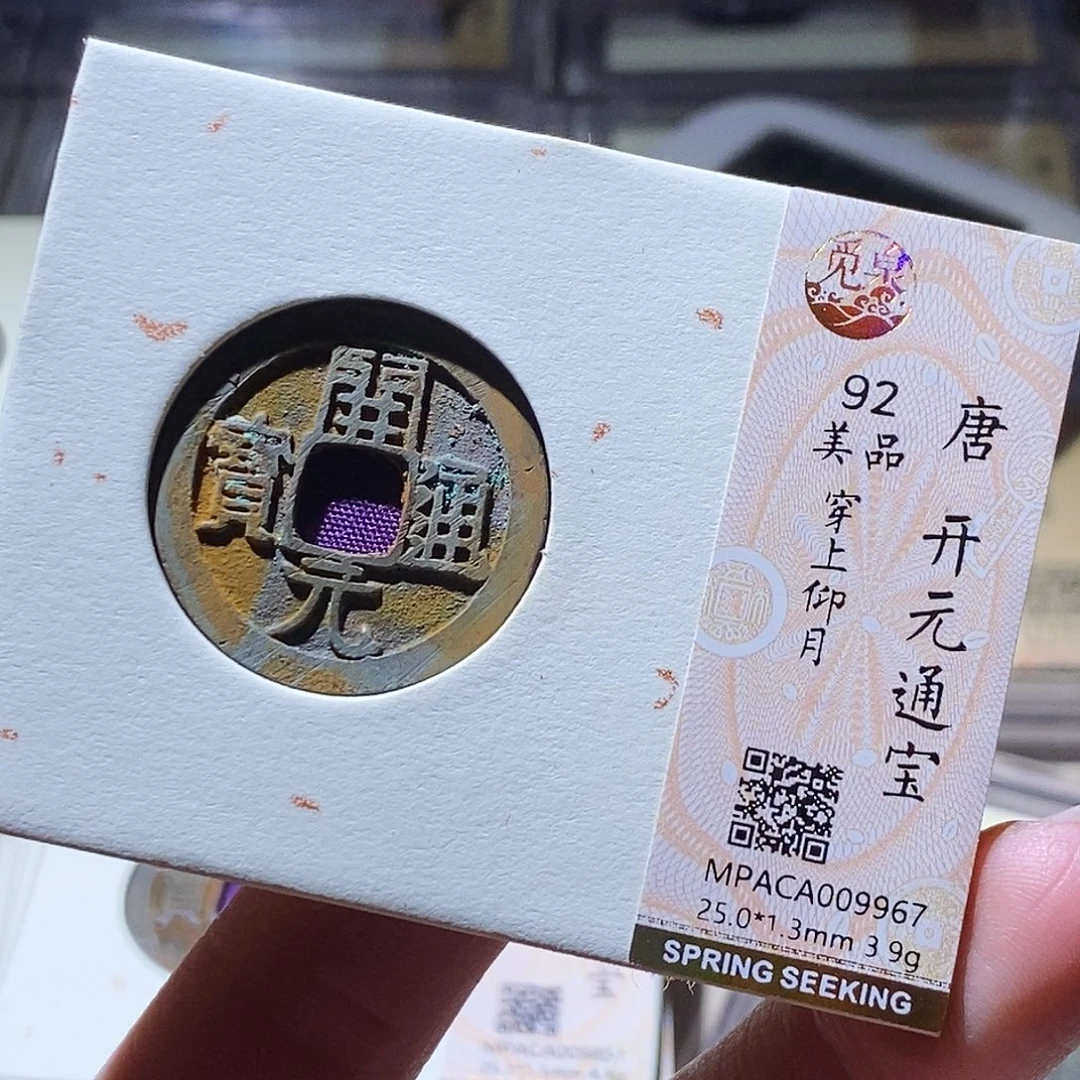 開
通
元
寶
觅泉
唐 开元通宝
92
美品
穿上仰月
MPACA009967
25.0*1.3mm 3.9g
SPRING SEEKING
宝